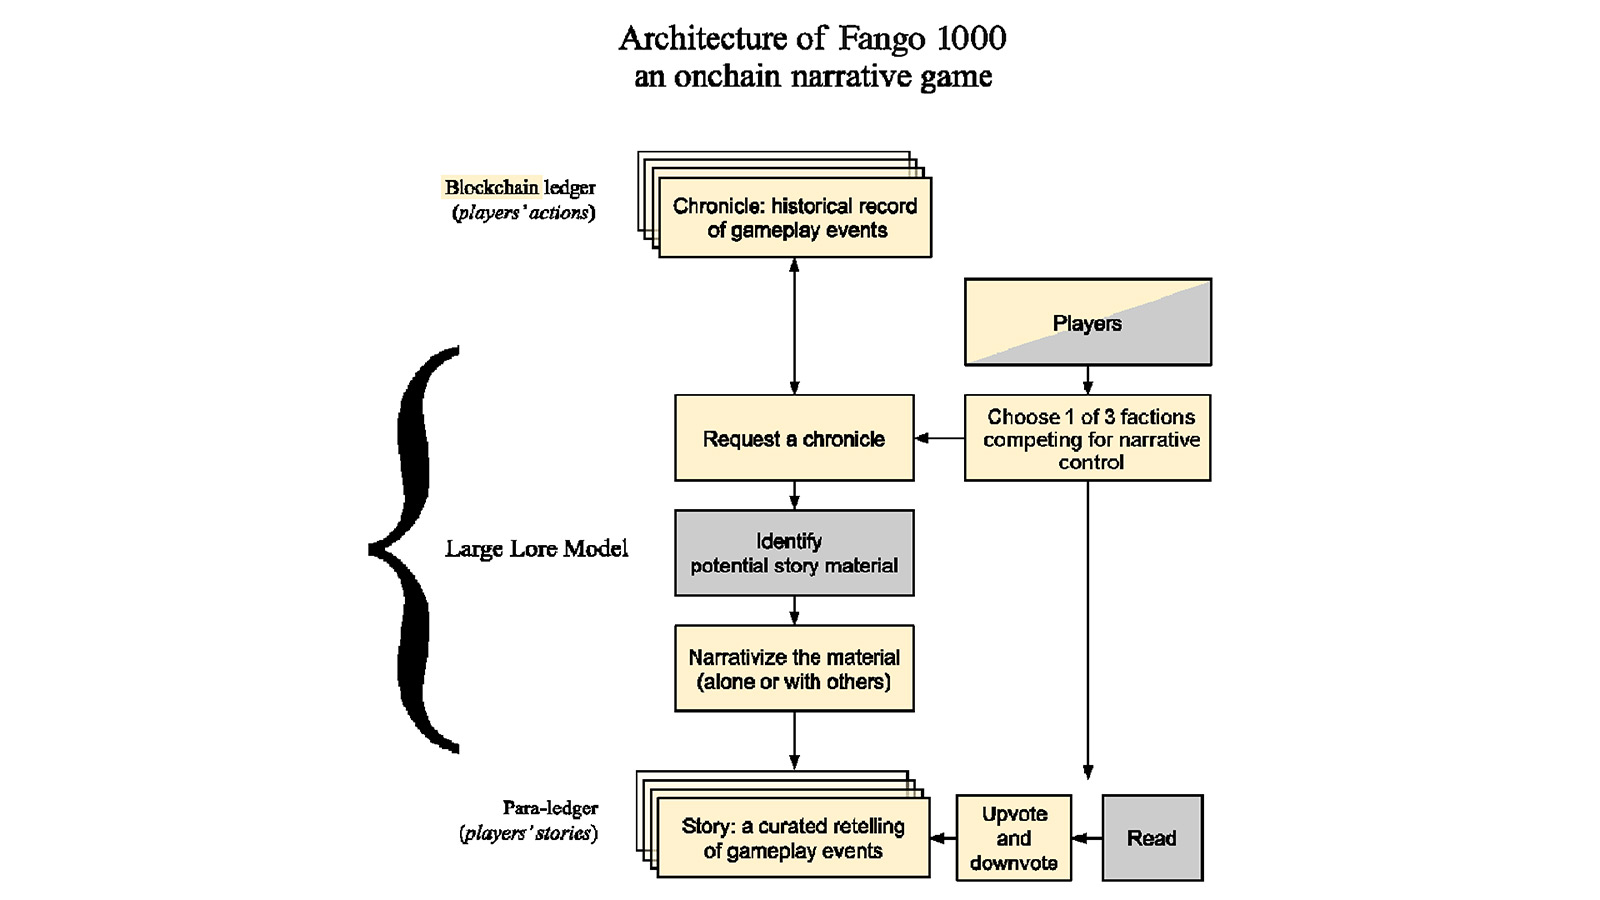 Architecture of Fango 1000
an onchain narrative game
Blockchain ledger
(players' actions)
Chronicle: historical record
of gameplay events
Players
Choose 1 of 3 factions
competing for narrative
control
Request a chronicle
Identify
potential story material
Large Lore Model
Narrativize the material
(alone or with others)
Para-ledger
(players' stories)
Story: a curated retelling
of gameplay events
Upvote
and
downvote
Read